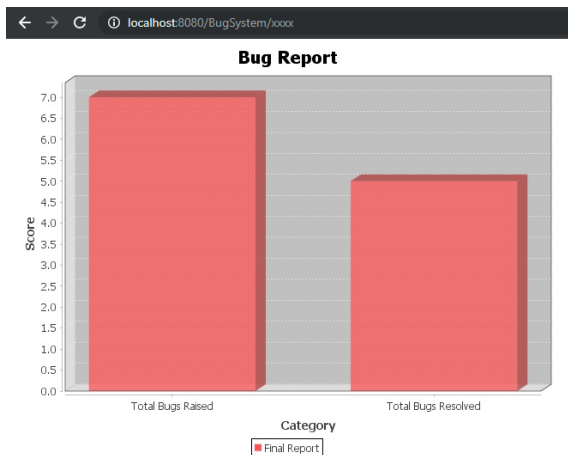 localhost:8080/BugSystem/xxxx
Bug Report
7.0
6.5
6.0
5.5
5.0
4.5
4.0
3.5
3.0
2.5
2.0
1.5
1.0
0.5
0.0
Score
Total Bugs Raised
Total Bugs Resolved
Category
Final Report